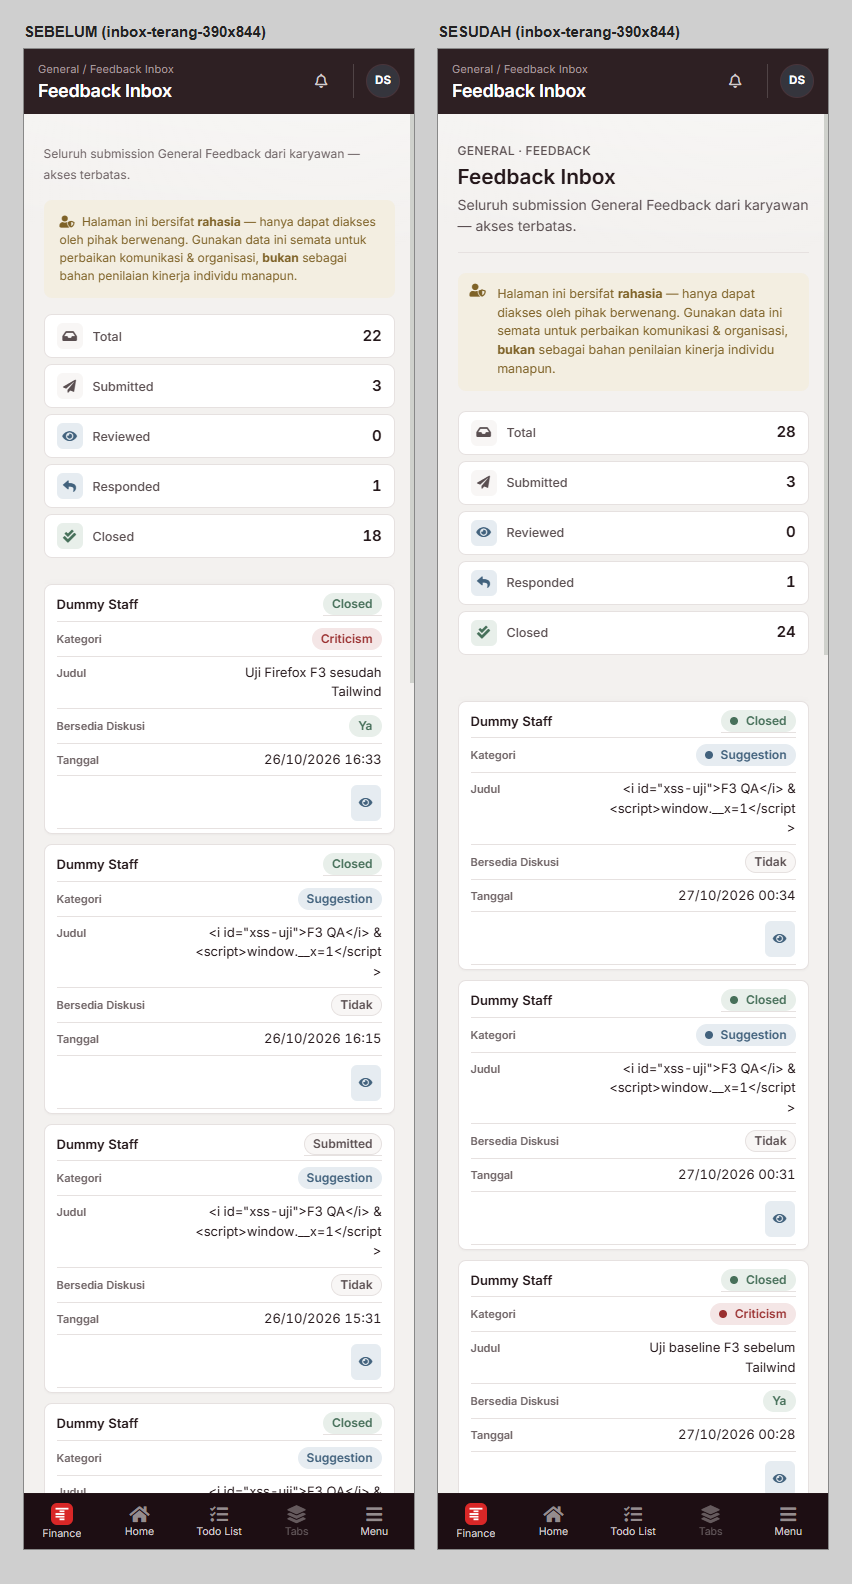 SEBELUM (inbox-terang-390x844)
General / Feedback Inbox
Feedback Inbox
DS
Seluruh submission General Feedback dari karyawan —
akses terbatas.
Halaman ini bersifat rahasia — hanya dapat diakses
oleh pihak berwenang. Gunakan data ini semata untuk
perbaikan komunikasi & organisasi, bukan sebagai
bahan penilaian kinerja individu manapun.
Total 22
Submitted 3
Reviewed 0
Responded 1
Closed 18
Dummy Staff Closed
Kategori Criticism
Judul Uji Firefox F3 sesudah
Tailwind
Bersedia Diskusi Ya
Tanggal 26/10/2026 16:33
Dummy Staff Closed
Kategori Suggestion
Judul <i id="xss-uji">F3 QA</i> &
<script>window.__x=1</script
>
Bersedia Diskusi Tidak
Tanggal 26/10/2026 16:15
Dummy Staff Submitted
Kategori Suggestion
Judul <i id="xss-uji">F3 QA</i> &
<script>window.__x=1</script
>
Bersedia Diskusi Tidak
Tanggal 26/10/2026 15:31
Dummy Staff Closed
Kategori Suggestion
Judul <i id="xss-uji">F3 QA</i> &
Finance Home Todo List Tabs Menu
SESUDAH (inbox-terang-390x844)
General / Feedback Inbox
Feedback Inbox
DS
GENERAL · FEEDBACK
Feedback Inbox
Seluruh submission General Feedback dari karyawan
— akses terbatas.
Halaman ini bersifat rahasia — hanya dapat
diakses oleh pihak berwenang. Gunakan data ini
semata untuk perbaikan komunikasi & organisasi,
bukan sebagai bahan penilaian kinerja individu
manapun.
Total 28
Submitted 3
Reviewed 0
Responded 1
Closed 24
Dummy Staff Closed
Kategori Suggestion
Judul <i id="xss-uji">F3 QA</i> &
<script>window.__x=1</script
>
Bersedia Diskusi Tidak
Tanggal 27/10/2026 00:34
Dummy Staff Closed
Kategori Suggestion
Judul <i id="xss-uji">F3 QA</i> &
<script>window.__x=1</script
>
Bersedia Diskusi Tidak
Tanggal 27/10/2026 00:31
Dummy Staff Closed
Kategori Criticism
Judul Uji baseline F3 sebelum
Tailwind
Bersedia Diskusi Ya
Tanggal 27/10/2026 00:28
Finance Home Todo List Tabs Menu